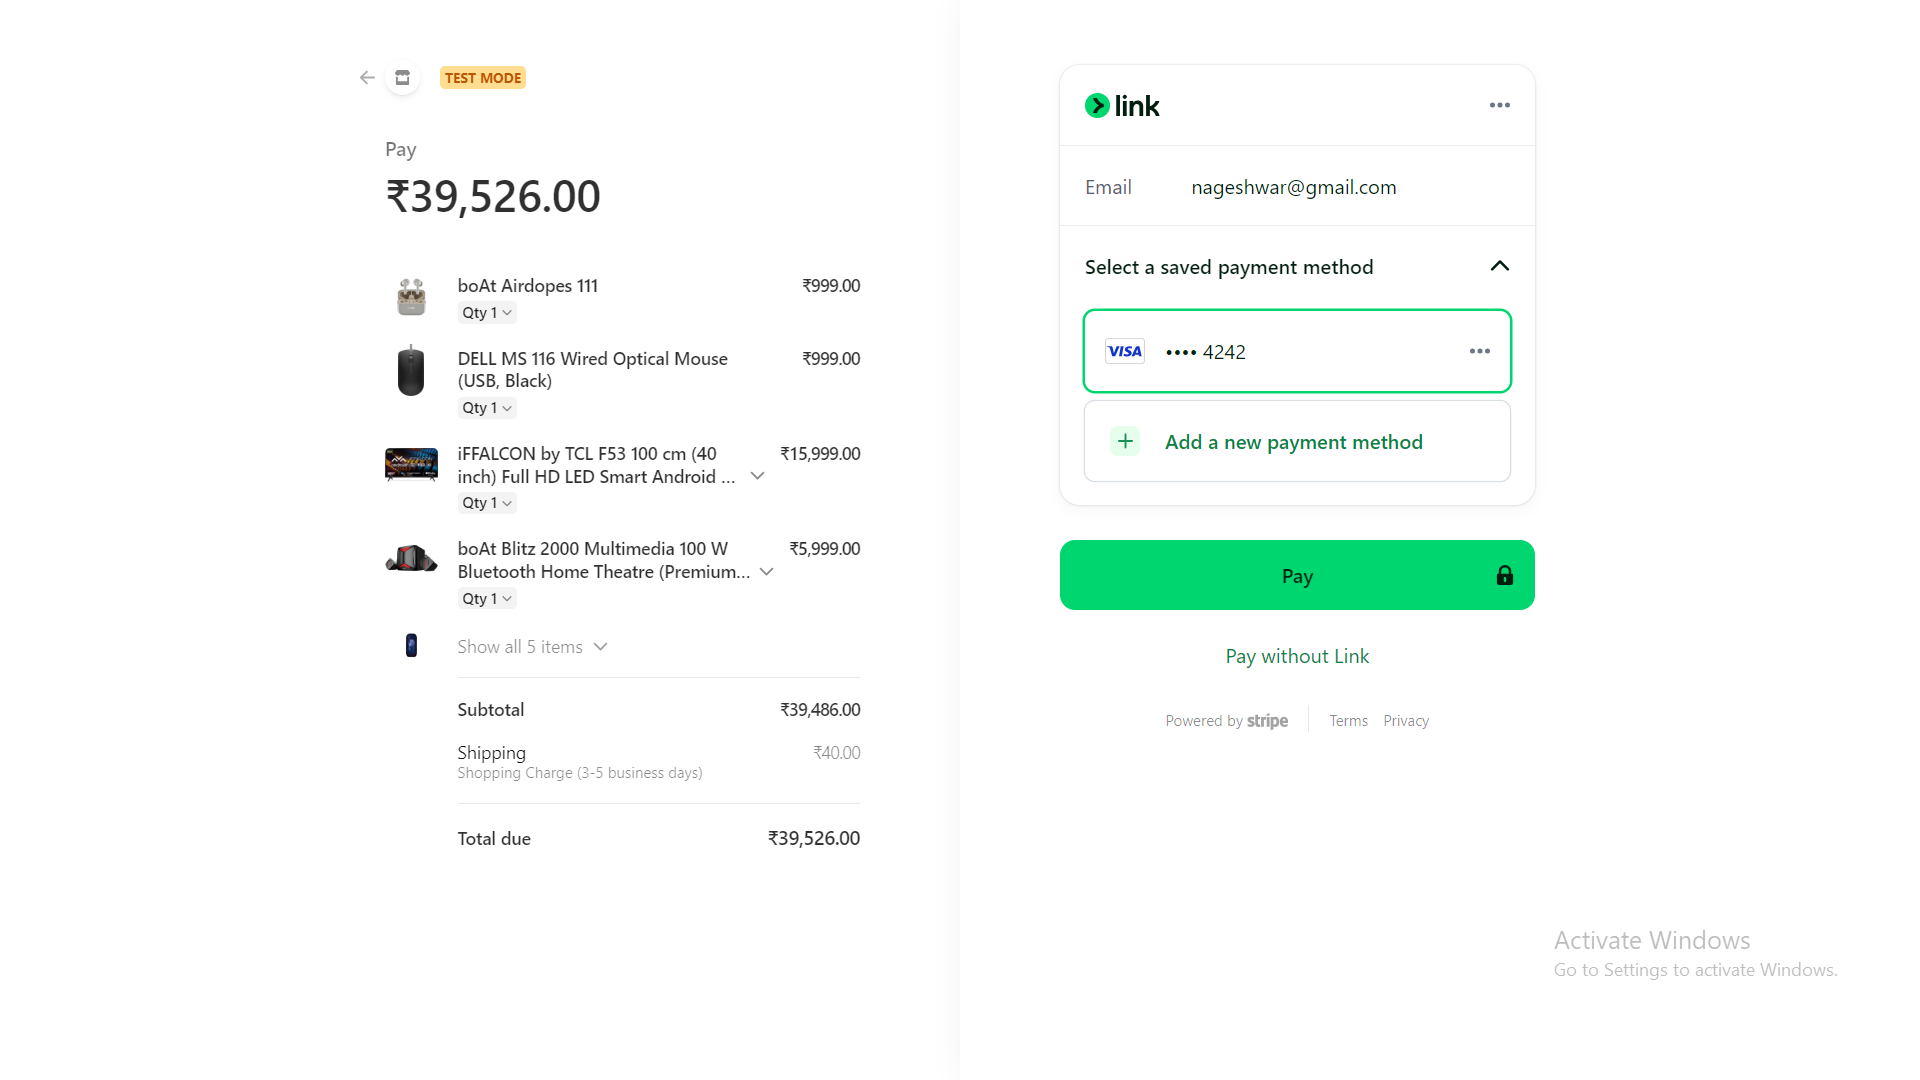 TEST MODE
Pay
₹39,526.00
boAt Airdopes 111 ₹999.00
Qty 1
DELL MS 116 Wired Optical Mouse ₹999.00
(USB, Black)
Qty 1
iFFALCON by TCL F53 100 cm (40 ₹15,999.00
inch) Full HD LED Smart Android ...
Qty 1
boAt Blitz 2000 Multimedia 100 W ₹5,999.00
Bluetooth Home Theatre (Premium...
Qty 1
Show all 5 items
Subtotal ₹39,486.00
Shipping ₹40.00
Shopping Charge (3-5 business days)
Total due ₹39,526.00
link
Email nageshwar@gmail.com
Select a saved payment method
VISA •••• 4242
Add a new payment method
Pay
Pay without Link
Powered by stripe Terms Privacy
Activate Windows
Go to Settings to activate Windows.